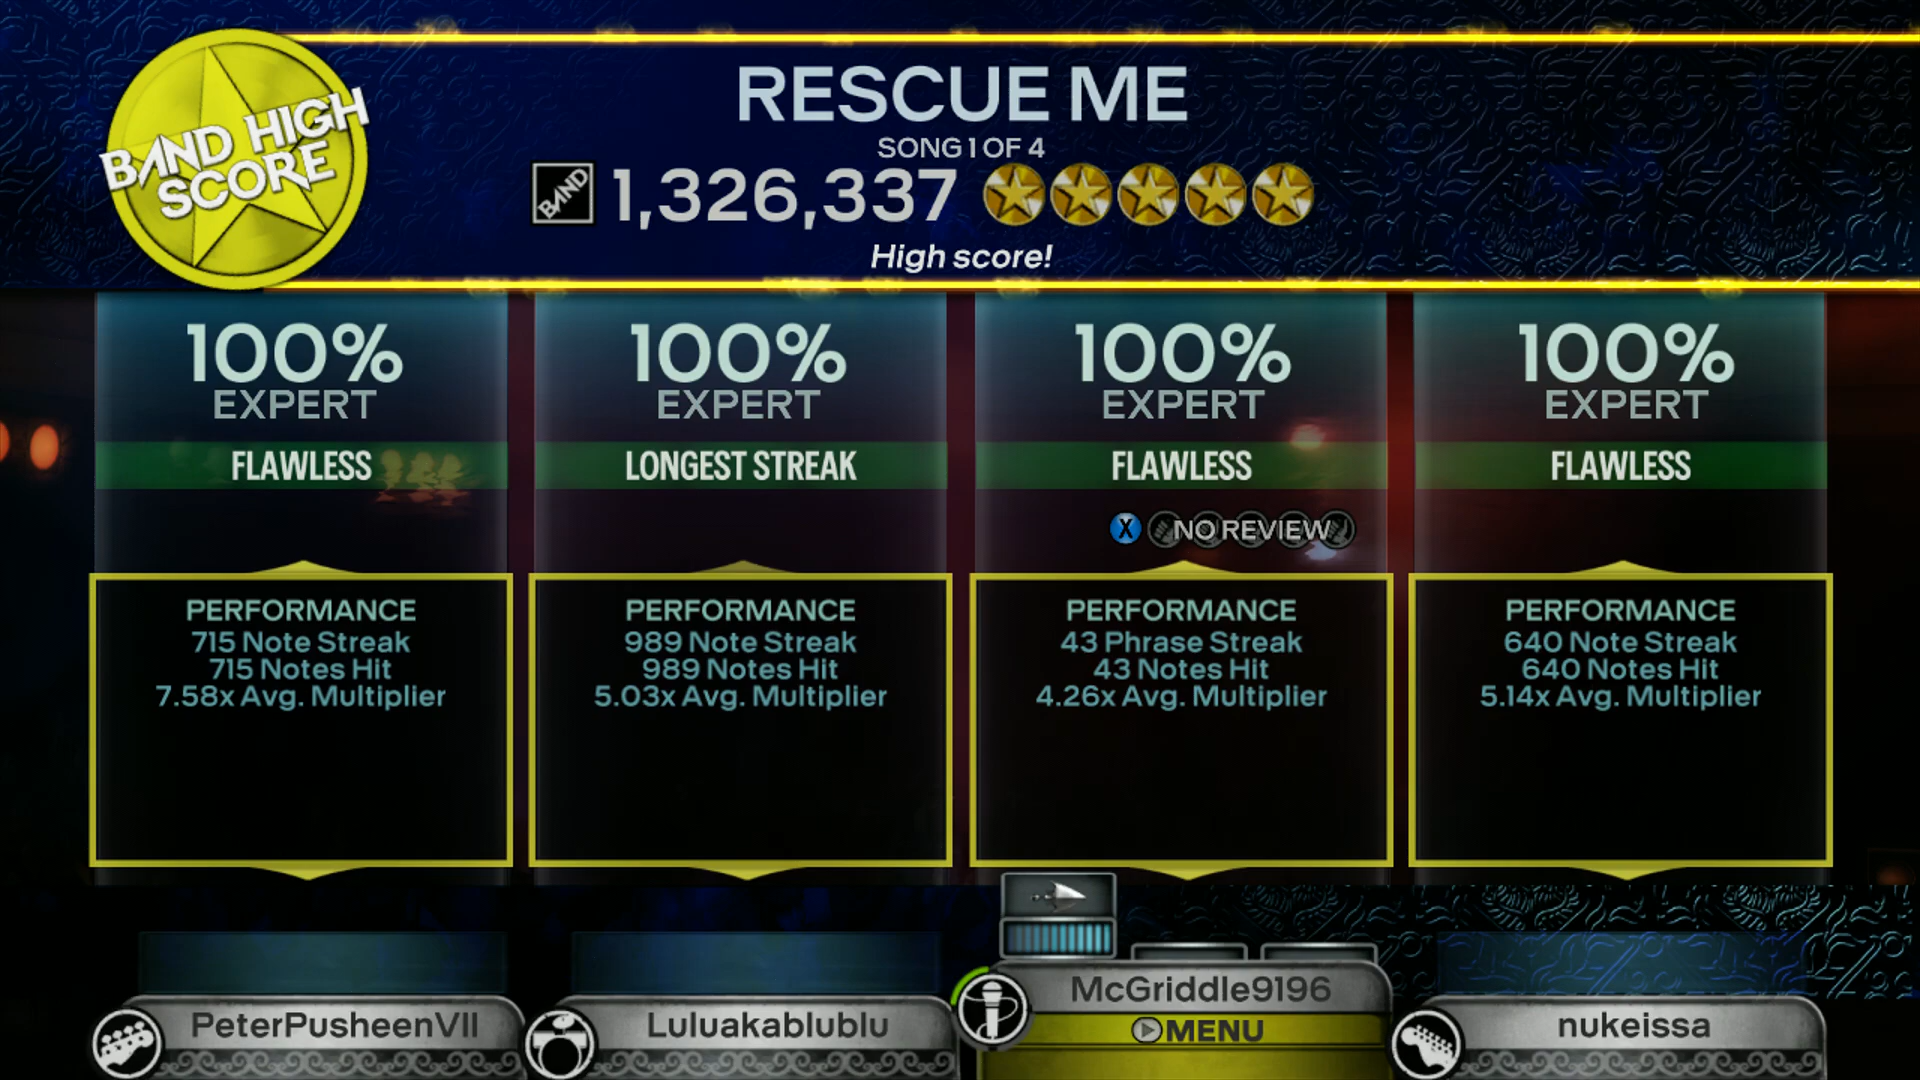 BAND HIGH
SCORE
RESCUE ME
SONG 1 OF 4
BAND 1,326,337
High score!
100%
EXPERT
FLAWLESS
PERFORMANCE
715 Note Streak
715 Notes Hit
7.58x Avg. Multiplier
100%
EXPERT
LONGEST STREAK
PERFORMANCE
989 Note Streak
989 Notes Hit
5.03x Avg. Multiplier
100%
EXPERT
FLAWLESS
X NO REVIEW
PERFORMANCE
43 Phrase Streak
43 Notes Hit
4.26x Avg. Multiplier
100%
EXPERT
FLAWLESS
PERFORMANCE
640 Note Streak
640 Notes Hit
5.14x Avg. Multiplier
PeterPusheenVII
Luluakablublu
McGriddle9196
MENU
nukeissa